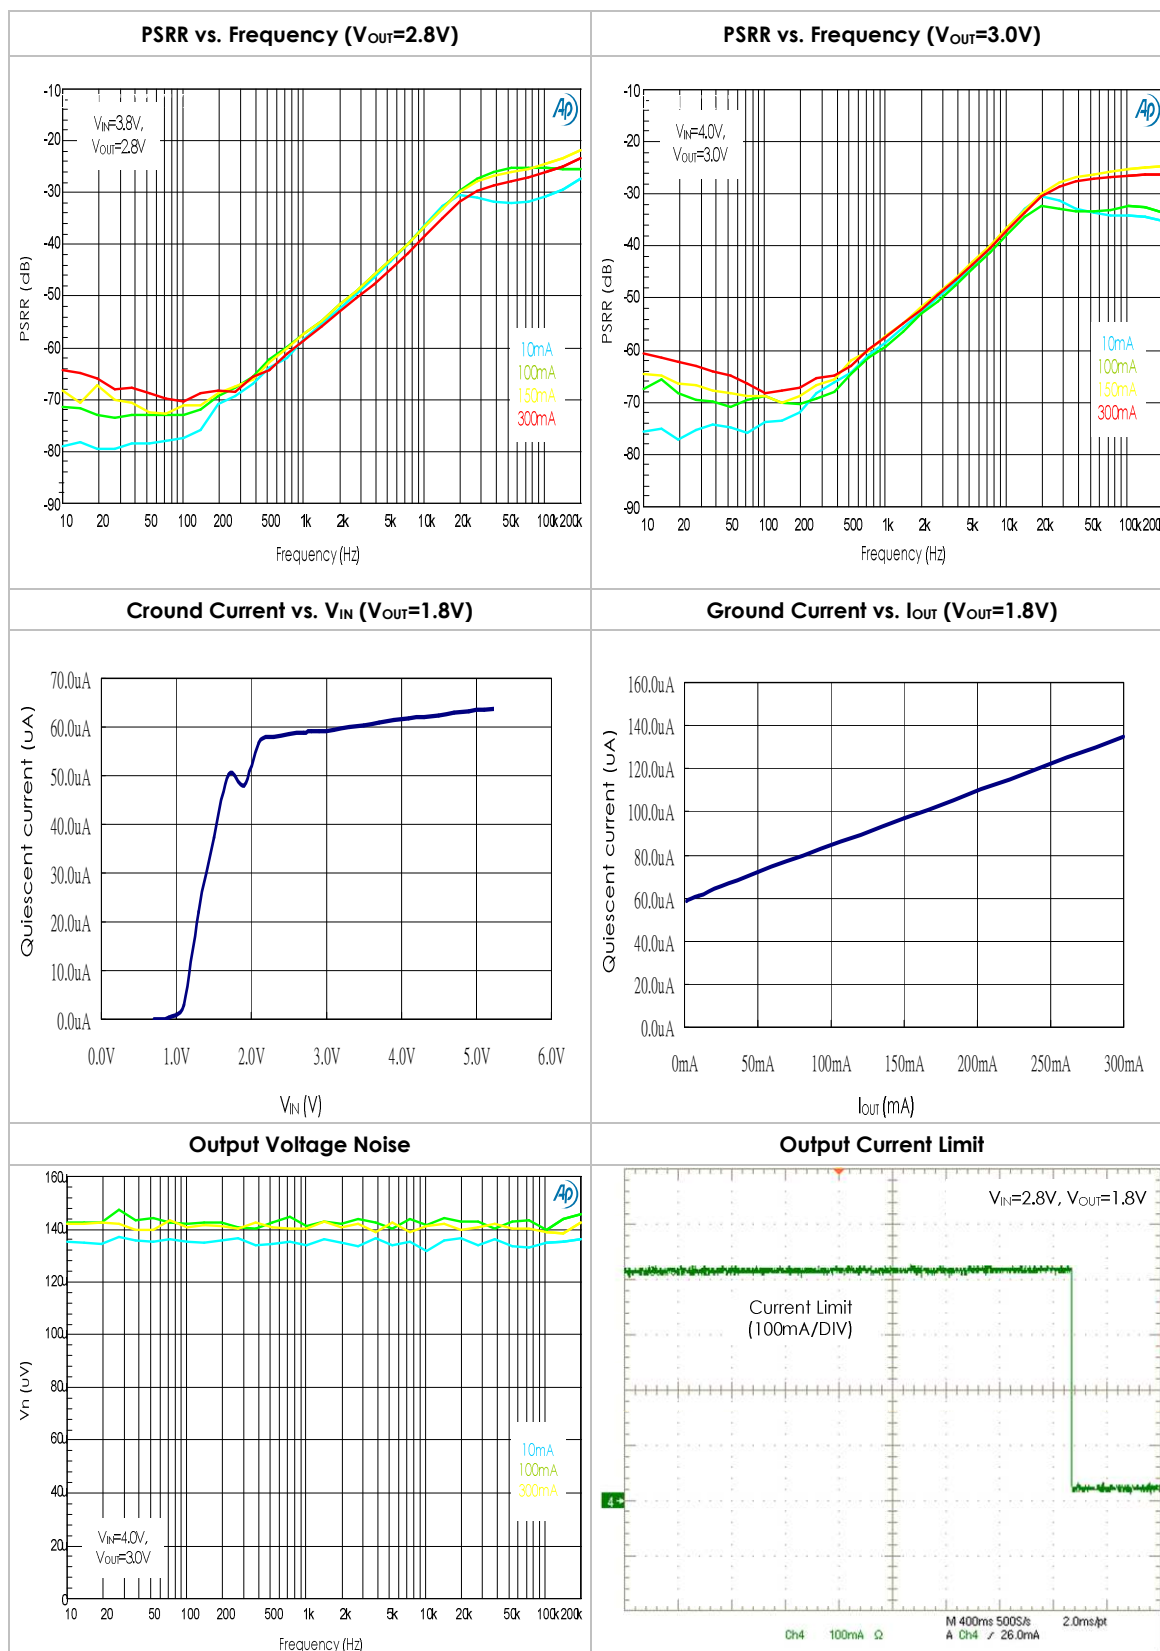 PSRR vs. Frequency (VOUT=2.8V)
PSRR vs. Frequency (VOUT=3.0V)
-10
-20
-30
-40
-50
-60
-70
-80
-90
PSRR (dB)
VIN=3.8V,
VOUT=2.8V
Ap
10mA
100mA
150mA
300mA
10 20 50 100 200 500 1k 2k 5k 10k 20k 50k 100k 200k
Frequency (Hz)
-10
-20
-30
-40
-50
-60
-70
-80
-90
PSRR (dB)
VIN=4.0V,
VOUT=3.0V
Ap
10mA
100mA
150mA
300mA
10 20 50 100 200 500 1k 2k 5k 10k 20k 50k 100k 200
Frequency (Hz)
Cround Current vs. VIN (VOUT=1.8V)
Ground Current vs. IOUT (VOUT=1.8V)
70.0uA
60.0uA
50.0uA
40.0uA
30.0uA
20.0uA
10.0uA
0.0uA
Quiescent current (uA)
0.0V 1.0V 2.0V 3.0V 4.0V 5.0V 6.0V
VIN (V)
160.0uA
140.0uA
120.0uA
100.0uA
80.0uA
60.0uA
40.0uA
20.0uA
0.0uA
Quiescent current (uA)
0mA 50mA 100mA 150mA 200mA 250mA 300mA
IOUT (mA)
Output Voltage Noise
Output Current Limit
160
140
120
100
80
60
40
20
0
Vn (uV)
Ap
10mA
100mA
300mA
VIN=4.0V,
VOUT=3.0V
10 20 50 100 200 500 1k 2k 5k 10k 20k 50k 100k 200k
Frequency (Hz)
VIN=2.8V, VOUT=1.8V
Current Limit
(100mA/DIV)
4
M 400ms 500S/s 2.0ms/pt
Ch4 100mA Ω A Ch4 ∕ 26.0mA